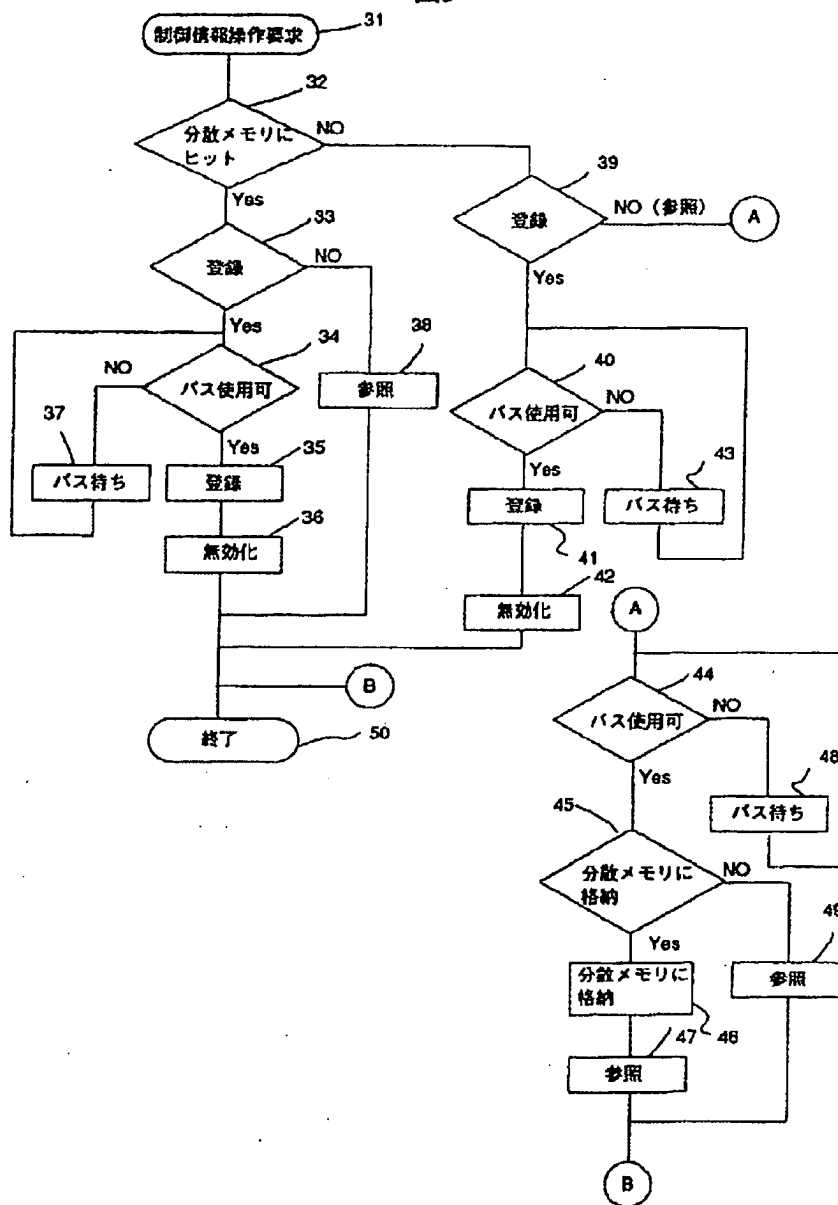 制御情報操作要求
31
32
分散メモリに
ヒット
NO
Yes
39
登録
NO (参照)
A
Yes
33
登録
NO
Yes
34
バス使用可
NO
38
参照
37
バス待ち
Yes
35
登録
36
無効化
40
バス使用可
NO
Yes
43
バス待ち
登録
41
42
無効化
B
終了
50
A
44
バス使用可
NO
Yes
48
バス待ち
45
分散メモリに
格納
NO
Yes
49
参照
分散メモリに
格納
46
47
参照
B